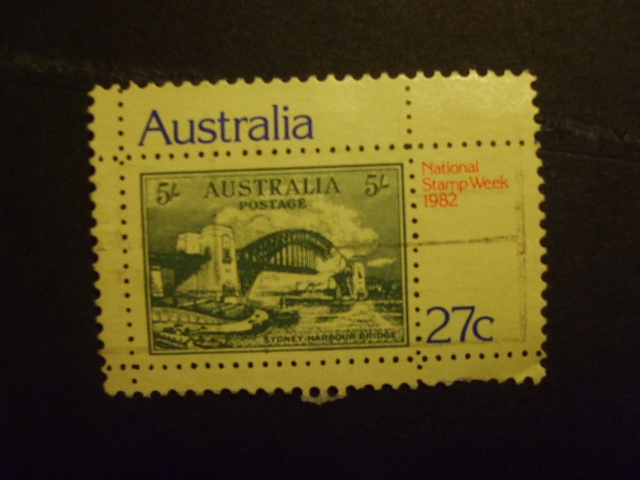 Australia
5/- AUSTRALIA 5/-
POSTAGE
SYDNEY HARBOUR BRIDGE
National
Stamp Week
1982
27c